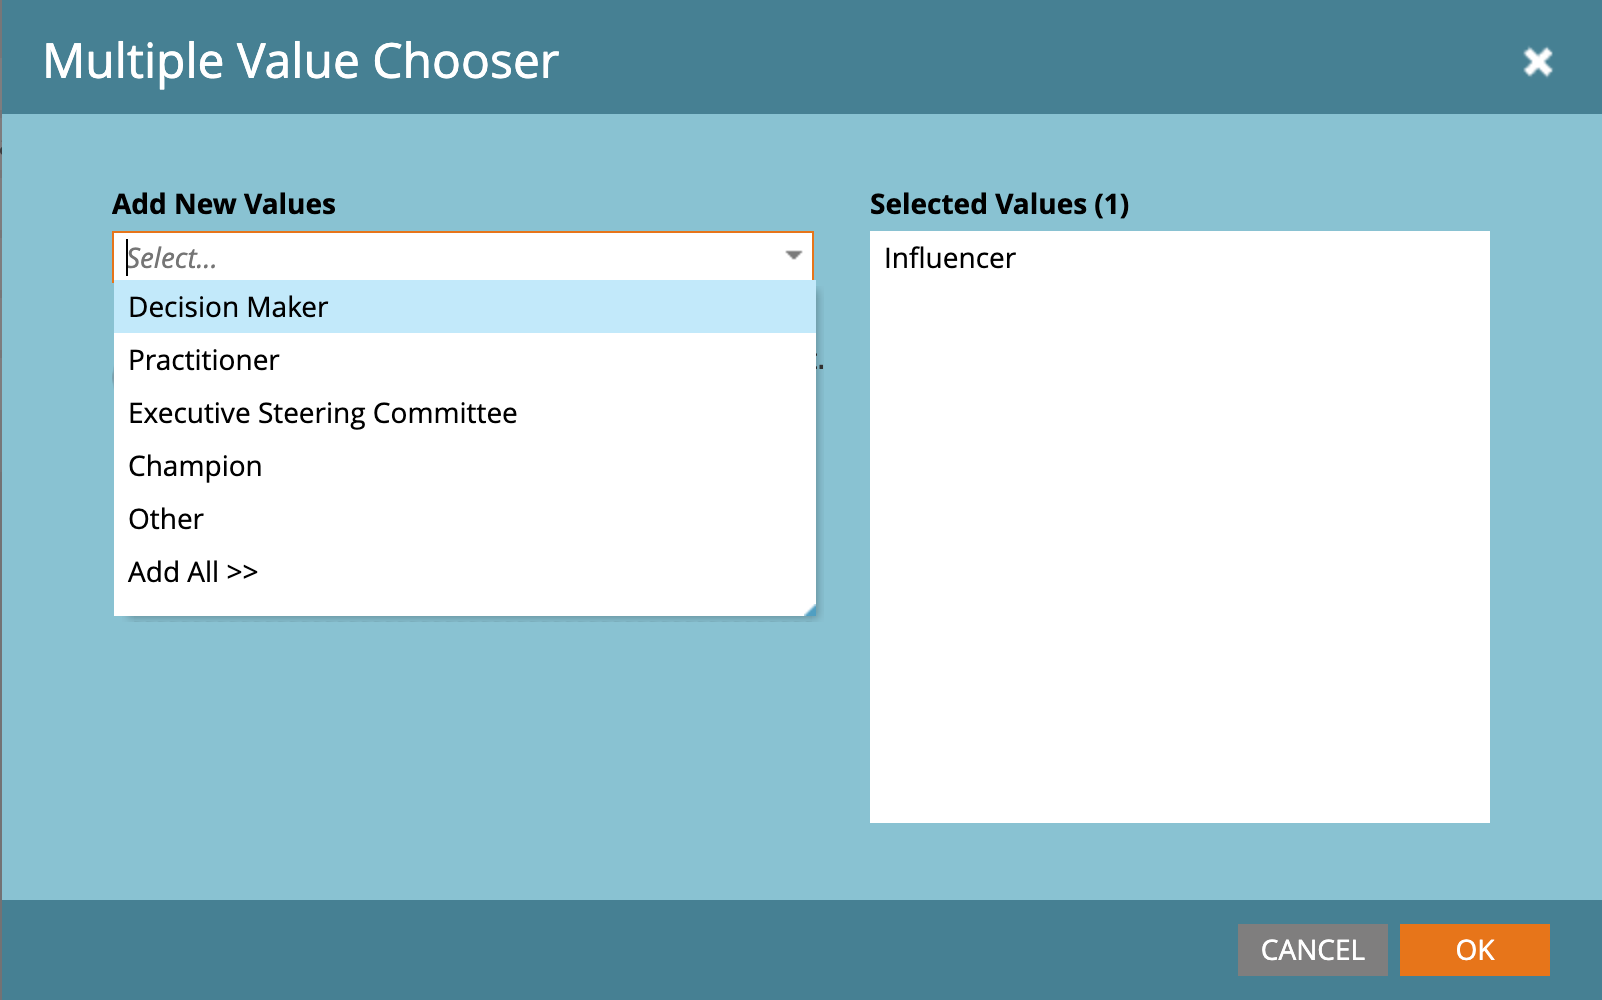 Multiple Value Chooser
Add New Values
Select...
Decision Maker
Practitioner
Executive Steering Committee
Champion
Other
Add All >>
Selected Values (1)
Influencer
CANCEL
OK